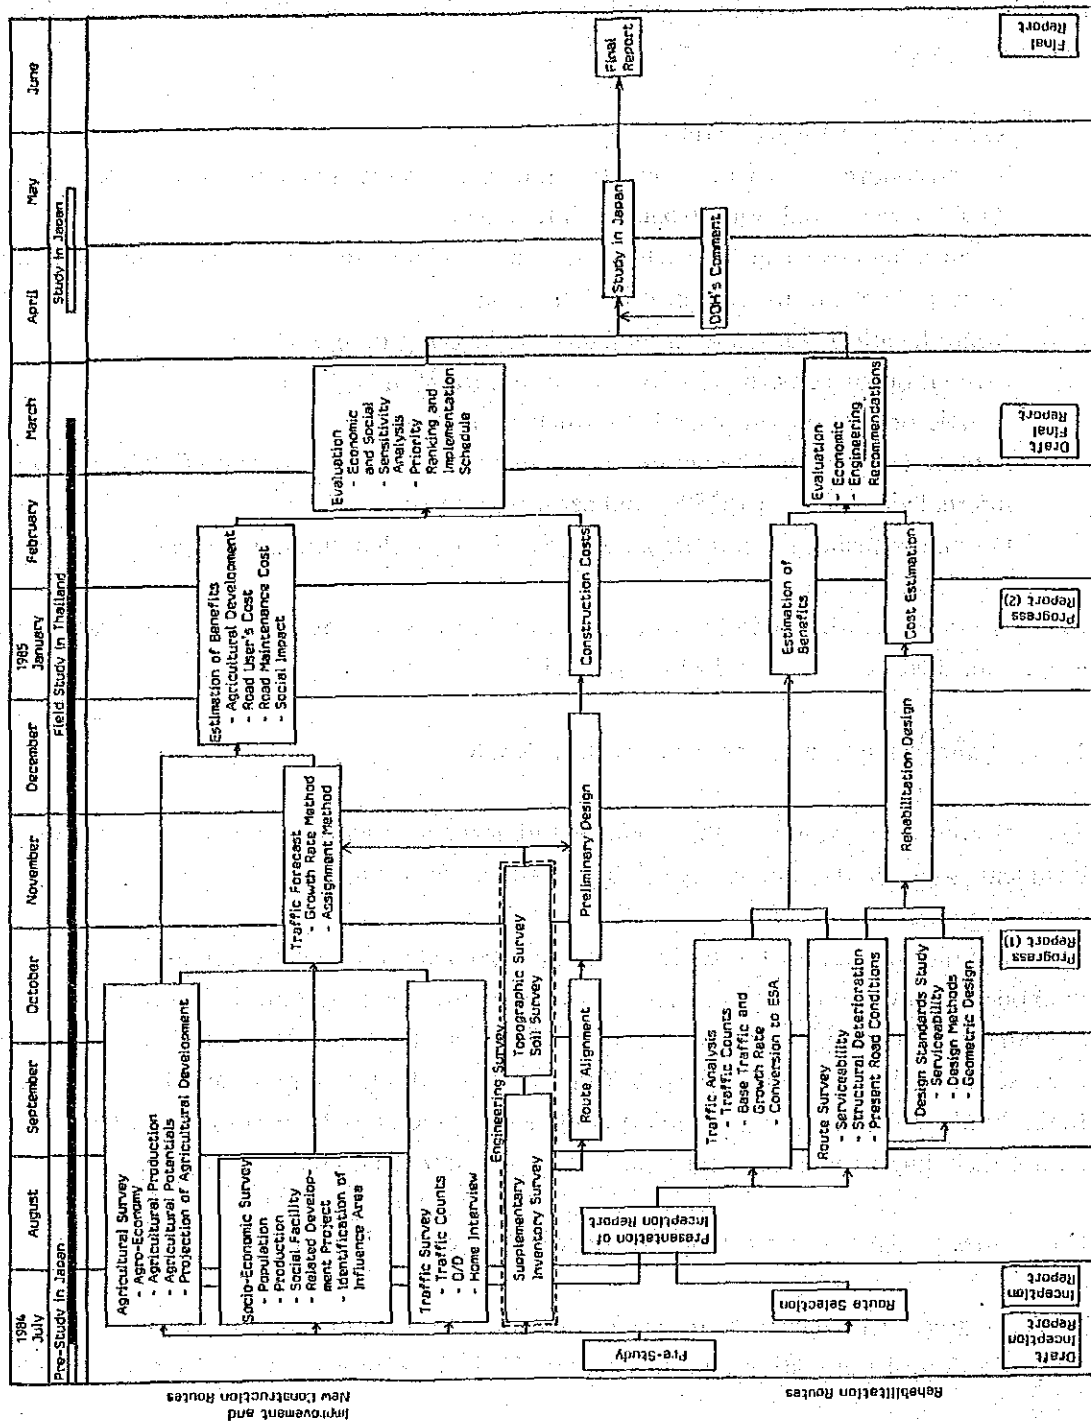 1984
July
August
September
October
November
December
1985
January
February
March
April
May
June
Pre-Study in Japan
Field Study in Thailand
Study in Japan
Improvement and
New Construction Routes
Agricultural Survey
- Agro-Economy
- Agricultural Production
- Agricultural Potentials
- Projection of Agricultural Development
Socio-Economic Survey
- Population
- Production
- Social Facility
- Related Develop-
ment Project
- Identification of
Influence Area
Traffic Survey
- Traffic Counts
- O/D
- Home Interview
Engineering Survey
Supplementary
Inventory Survey
Topographic Survey
Soil Survey
Route Alignment
Traffic Forecast
- Growth Rate Method
- Assignment Method
Preliminary Design
Estimation of Benefits
- Agricultural Development
- Road User's Cost
- Road Maintenance Cost
- Social Impact
Construction Costs
Evaluation
- Economic
and Social
- Sensitivity
Analysis
- Priority
Ranking and
Implementation
Schedule
Pre-Study
Presentation of
Inception Report
Study in Japan
DOH's Comment
Final
Report
Rehabilitation Routes
Route Selection
Traffic Analysis
- Traffic Counts
- Base Traffic and
Growth Rate
- Conversion to ESA
Route Survey
- Serviceability
- Structural Deterioration
- Present Road Conditions
Design Standards Study
- Serviceability
- Design Methods
- Geometric Design
Rehabilitation Design
Estimation of
Benefits
Cost Estimation
Evaluation
- Economic
- Engineering
Recommendations
Draft
Inception
Report
Inception
Report
Progress
Report (1)
Progress
Report (2)
Draft
Final
Report
Final
Report